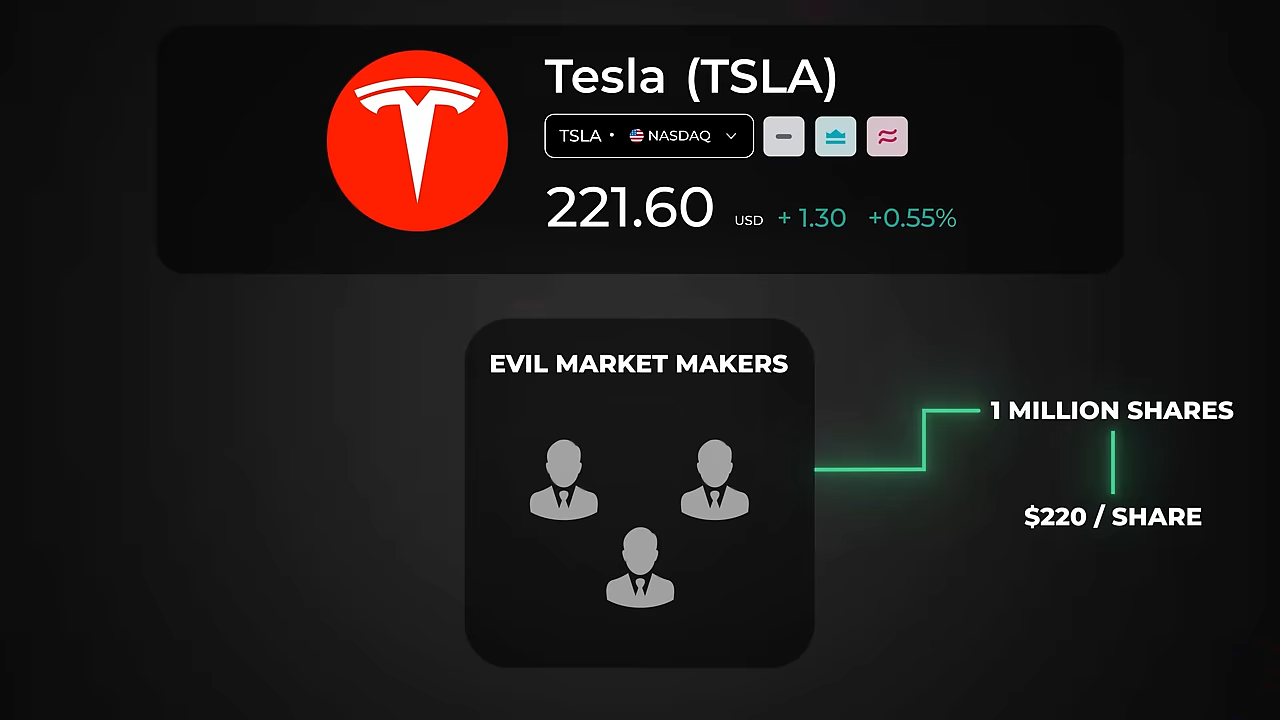 Tesla (TSLA)
TSLA • NASDAQ
221.60 USD + 1.30 +0.55%
EVIL MARKET MAKERS
1 MILLION SHARES
$220 / SHARE